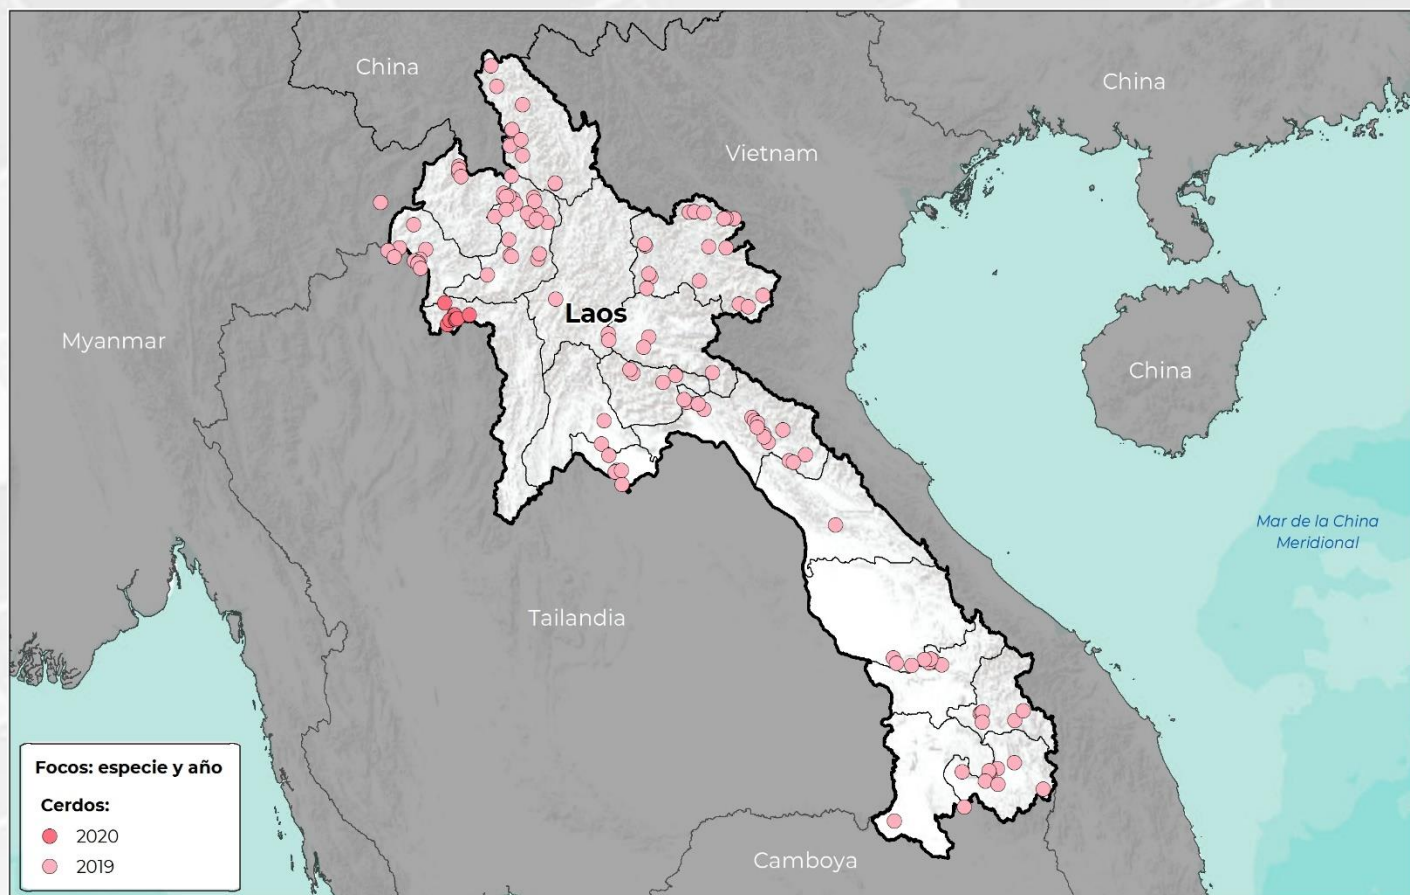 China
China
Vietnam
Laos
Myanmar
China
Mar de la China
Meridional
Tailandia
Camboya
Focos: especie y año
Cerdos:
2020
2019